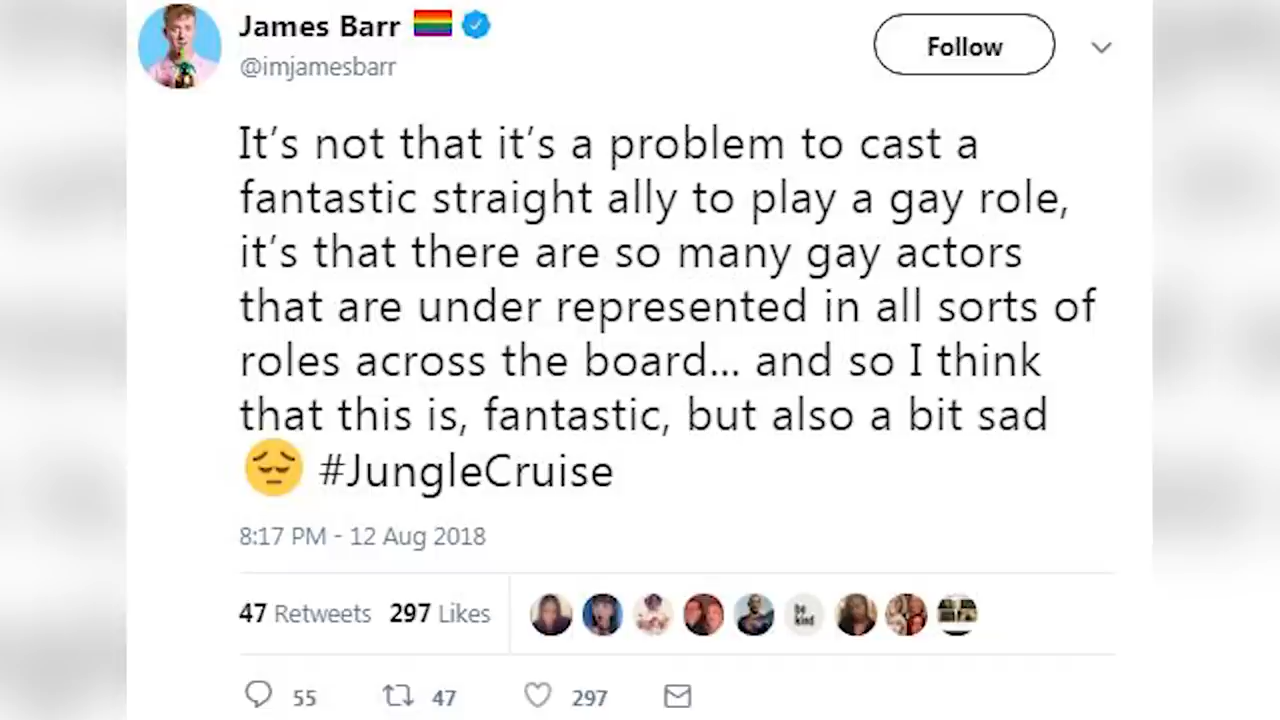 James Barr
@imjamesbarr
Follow
It’s not that it’s a problem to cast a
fantastic straight ally to play a gay role,
it’s that there are so many gay actors
that are under represented in all sorts of
roles across the board... and so I think
that this is, fantastic, but also a bit sad
😔 #JungleCruise
8:17 PM - 12 Aug 2018
47 Retweets 297 Likes
be
kind
55 47 297